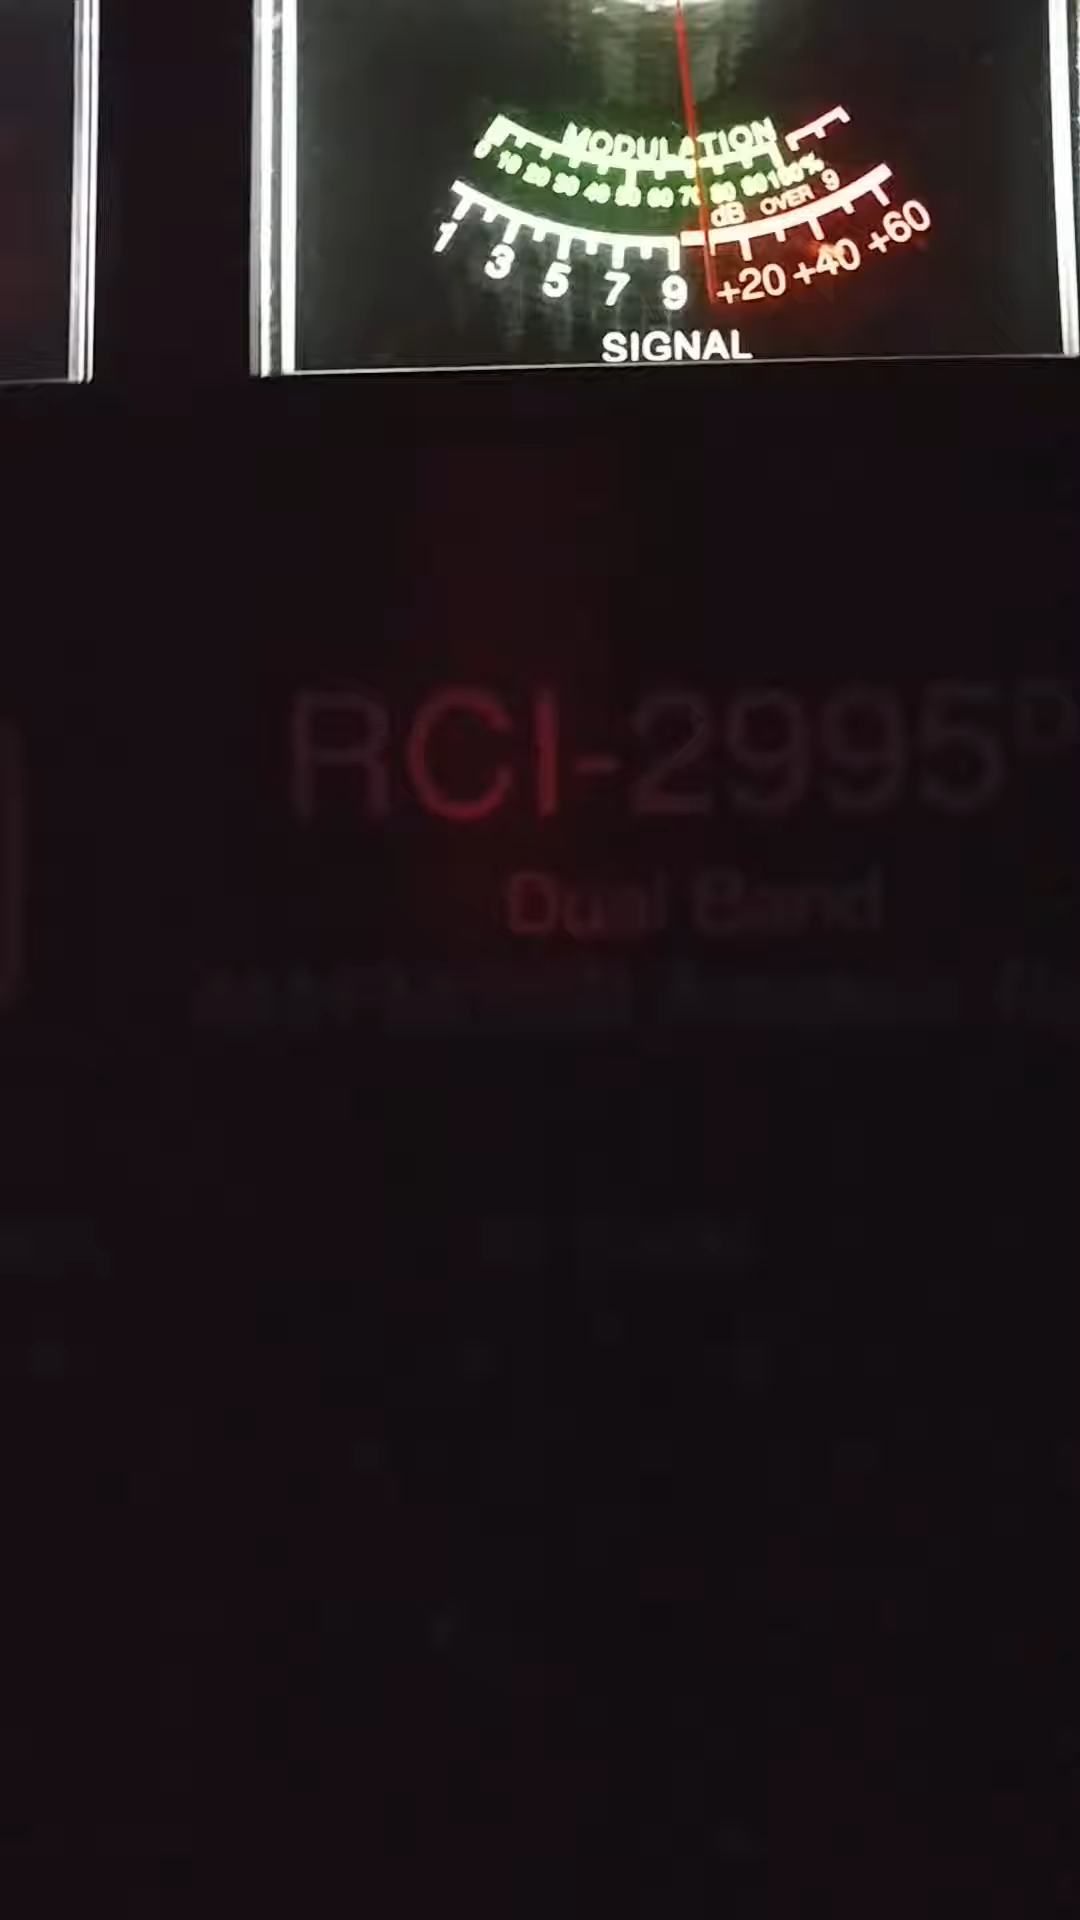 MODULATION
0 10 20 30 40 50 60 70 80 90 100%
dB OVER 9
1 3 5 7 9 +20 +40 +60
SIGNAL
RCI-2995D
Dual Band